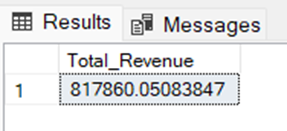 Results Messages
Total_Revenue
1 817860.05083847